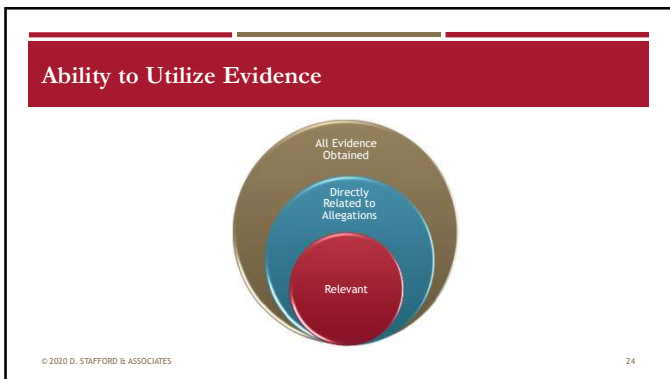 Ability to Utilize Evidence
All Evidence
Obtained
Directly
Related to
Allegations
Relevant
© 2020 D. STAFFORD & ASSOCIATES
24